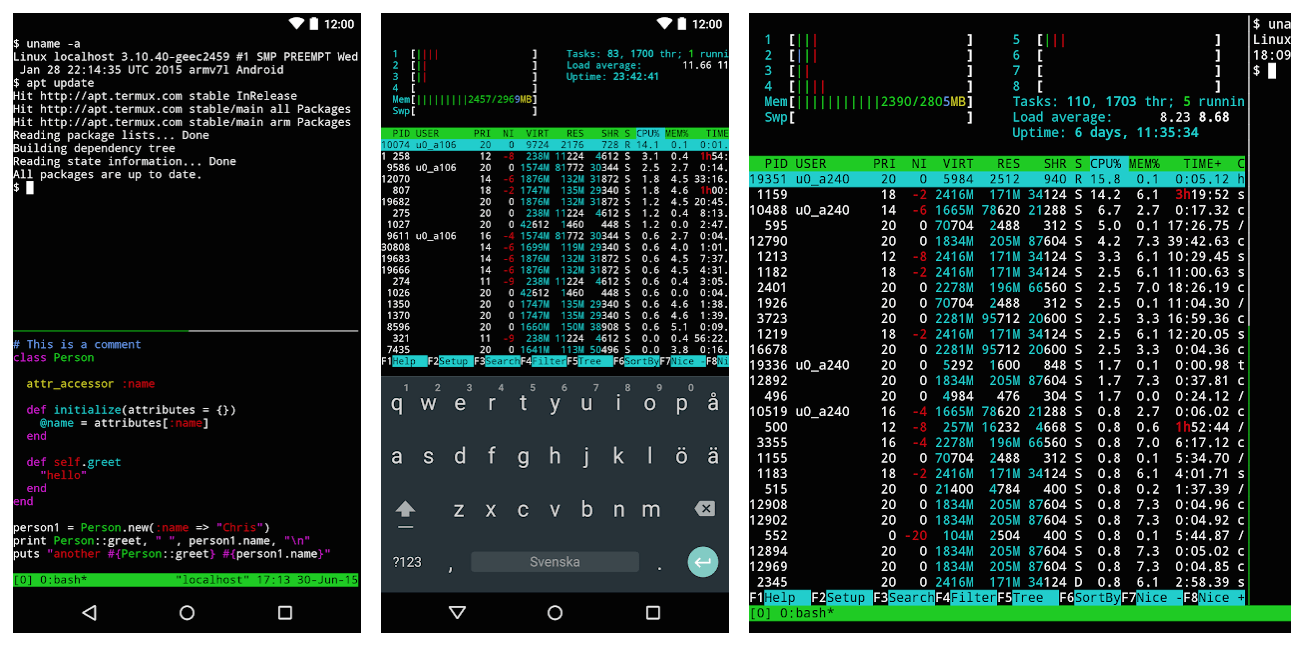 12:00
$ uname -a
Linux localhost 3.10.40-geec2459 #1 SMP PREEMPT Wed
 Jan 28 22:14:35 UTC 2015 armv7l Android
$ apt update
Hit http://apt.termux.com stable InRelease
Hit http://apt.termux.com stable/main all Packages
Hit http://apt.termux.com stable/main arm Packages
Reading package lists... Done
Building dependency tree
Reading state information... Done
All packages are up to date.
$
# This is a comment
class Person
  attr_accessor :name
  def initialize(attributes = {})
    @name = attributes[:name]
  end
  def self.greet
    "hello"
  end
end
person1 = Person.new(:name => "Chris")
print Person::greet, " ", person1.name, "\n"
puts "another #{Person::greet} #{person1.name}"
[0] 0:bash* "localhost" 17:13 30-Jun-15
12:00
1 [||||] Tasks: 83, 1700 thr; 1 runni
2 [||] Load average: 11.66 11
3 [||] Uptime: 23:42:41
4 []
Mem[|||||||||2457/2969MB]
Swp[]
PID USER PRI NI VIRT RES SHR S CPU% MEM% TIME
10074 u0_a106 20 0 9724 2176 728 R 14.1 0.1 0:01.
1 258 12 -8 238M 11224 4612 S 3.1 0.4 1h54:
9586 u0_a106 20 0 1574M 81772 30344 S 2.5 2.7 0:14.
12070 14 -6 1876M 132M 31872 S 1.8 4.5 33:16.
807 18 -2 1747M 135M 29340 S 1.8 4.6 1h00:
19682 20 0 1876M 132M 31872 S 1.2 4.5 20:45.
275 20 0 238M 11224 4612 S 1.2 0.4 8:13.
1027 20 0 42612 1460 448 S 1.2 0.0 2:47.
9611 u0_a106 16 -4 1574M 81772 30344 S 0.6 2.7 0:04.
30808 14 -6 1699M 119M 29340 S 0.6 4.0 1:01.
19683 14 -6 1876M 132M 31872 S 0.6 4.5 7:37.
19666 14 -6 1876M 132M 31872 S 0.6 4.5 4:31.
274 11 -9 238M 11224 4612 S 0.6 0.4 3:05.
1026 20 0 42612 1460 448 S 0.6 0.0 0:04.
1350 20 0 1747M 135M 29340 S 0.6 4.6 1:38.
1370 20 0 1747M 135M 29340 S 0.6 4.6 1:39.
8596 20 0 1660M 150M 38908 S 0.6 5.1 0:09.
321 11 -9 238M 11224 4612 S 0.0 0.4 56:22.
7435 20 0 1641M 113M 50496 S 0.0 3.8 0:16.
F1Help F2Setup F3SearchF4FilterF5Tree F6SortByF7Nice -F8Ni
1 2 3 4 5 6 7 8 9 0
q w e r t y u i o p å
a s d f g h j k l ö ä
z x c v b n m
?123 , Svenska .
1 [|||] 5 [|||]
2 [|||] 6 []
3 [||] 7 []
4 [|||] 8 []
Mem[|||||||||||2390/2805MB] Tasks: 110, 1703 thr; 5 runnin
Swp[] Load average: 8.23 8.68
Uptime: 6 days, 11:35:34
PID USER PRI NI VIRT RES SHR S CPU% MEM% TIME+ C
19351 u0_a240 20 0 5984 2512 940 R 15.8 0.1 0:05.12 h
1159 18 -2 2416M 171M 34124 S 14.2 6.1 3h19:52 s
10488 u0_a240 14 -6 1665M 78620 21288 S 6.7 2.7 0:17.32 c
595 20 0 70704 2488 312 S 5.0 0.1 17:26.75 /
12790 20 0 1834M 205M 87604 S 4.2 7.3 39:42.63 c
1213 12 -8 2416M 171M 34124 S 3.3 6.1 10:29.45 s
1182 18 -2 2416M 171M 34124 S 2.5 6.1 11:00.63 s
2401 20 0 2278M 196M 66560 S 2.5 7.0 18:26.19 c
1926 20 0 70704 2488 312 S 2.5 0.1 11:04.30 /
3723 20 0 2281M 95712 20600 S 2.5 3.3 16:59.36 c
1219 18 -2 2416M 171M 34124 S 2.5 6.1 12:20.05 s
16678 20 0 2281M 95712 20600 S 2.5 3.3 0:04.36 c
19336 u0_a240 20 0 5292 1600 848 S 1.7 0.1 0:00.98 t
12892 20 0 1834M 205M 87604 S 1.7 7.3 0:37.81 c
496 20 0 4984 476 304 S 1.7 0.0 0:24.12 /
10519 u0_a240 16 -4 1665M 78620 21288 S 0.8 2.7 0:06.02 c
500 12 -8 257M 16232 4668 S 0.8 0.6 1h52:44 /
3355 16 -4 2278M 196M 66560 S 0.8 7.0 6:17.12 c
1155 20 0 70704 2488 312 S 0.8 0.1 5:34.70 /
1183 18 -2 2416M 171M 34124 S 0.8 6.1 4:01.71 s
515 20 0 21400 4784 400 S 0.8 0.2 1:37.39 /
12908 20 0 1834M 205M 87604 S 0.8 7.3 0:04.96 c
12902 20 0 1834M 205M 87604 S 0.8 7.3 0:04.92 c
552 0 -20 104M 2504 400 S 0.8 0.1 5:44.87 /
12894 20 0 1834M 205M 87604 S 0.8 7.3 0:05.02 c
12969 20 0 1834M 205M 87604 S 0.8 7.3 0:04.85 c
2345 20 0 2416M 171M 34124 D 0.8 6.1 2:58.39 s
F1Help F2Setup F3SearchF4FilterF5Tree F6SortByF7Nice -F8Nice +
[0] 0:bash*
$ una
Linux
18:09
$